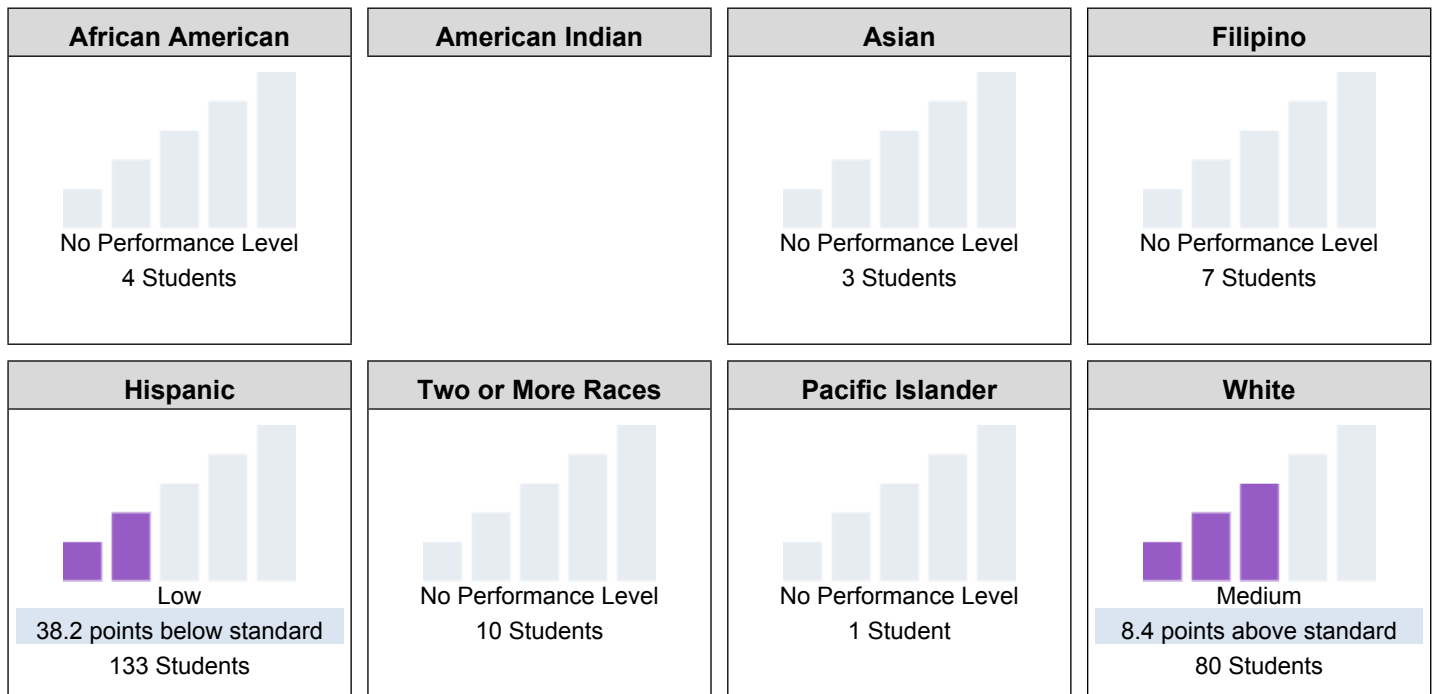 African American
No Performance Level
4 Students
American Indian
Asian
No Performance Level
3 Students
Filipino
No Performance Level
7 Students
Hispanic
Low
38.2 points below standard
133 Students
Two or More Races
No Performance Level
10 Students
Pacific Islander
No Performance Level
1 Student
White
Medium
8.4 points above standard
80 Students